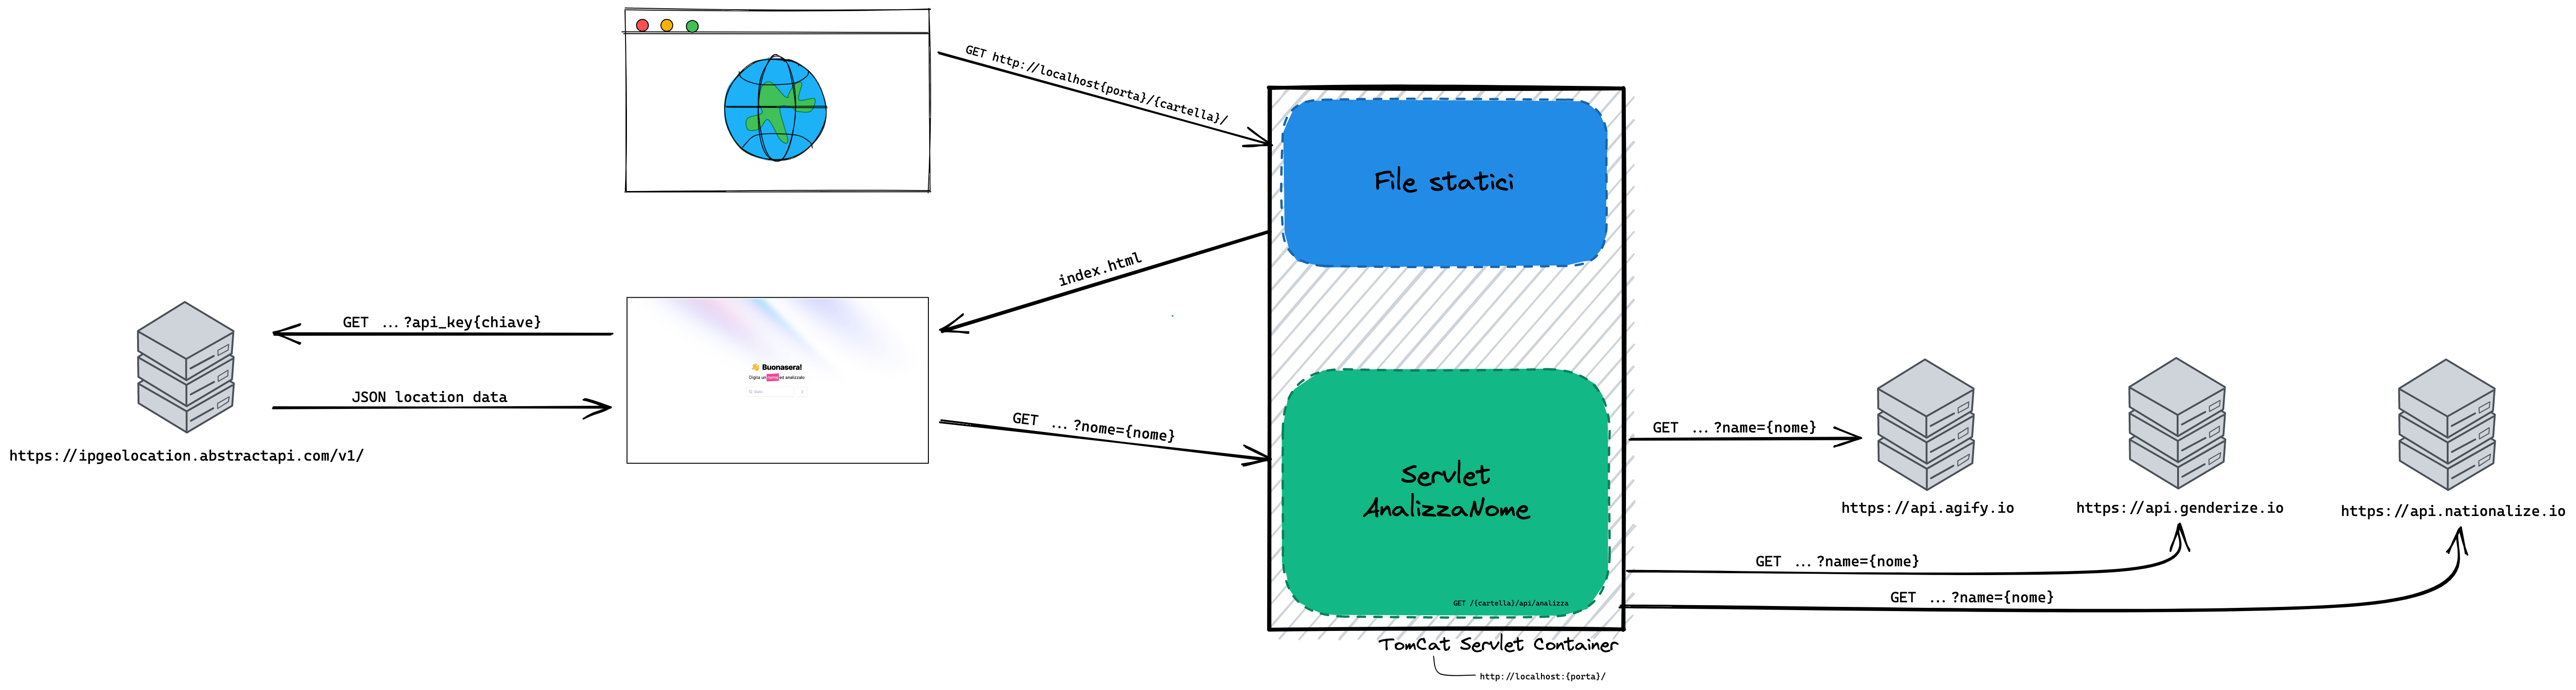 GET http://localhost{porta}/{cartella}/
File statici
index.html
GET ...?api_key{chiave}
JSON location data
https://ipgeolocation.abstractapi.com/v1/
👋 Buonasera!
Digita un nome ed analizzalo
GET ...?nome={nome}
Servlet
AnalizzaNome
GET /{cartella}/api/analizza
TomCat Servlet Container
http://localhost:{porta}/
GET ...?name={nome}
https://api.agify.io
https://api.genderize.io
https://api.nationalize.io
GET ...?name={nome}
GET ...?name={nome}